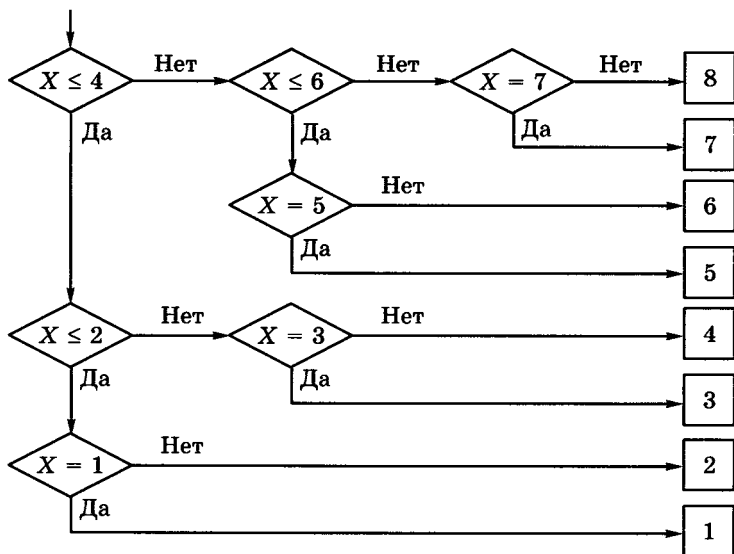 Нет Нет Нет
X ≤ 4 X ≤ 6 X = 7 8
Да Да Да 7
Нет
X = 5 6
Да 5
Нет Нет
X ≤ 2 X = 3 4
Да Да 3
Нет
X = 1 2
Да 1